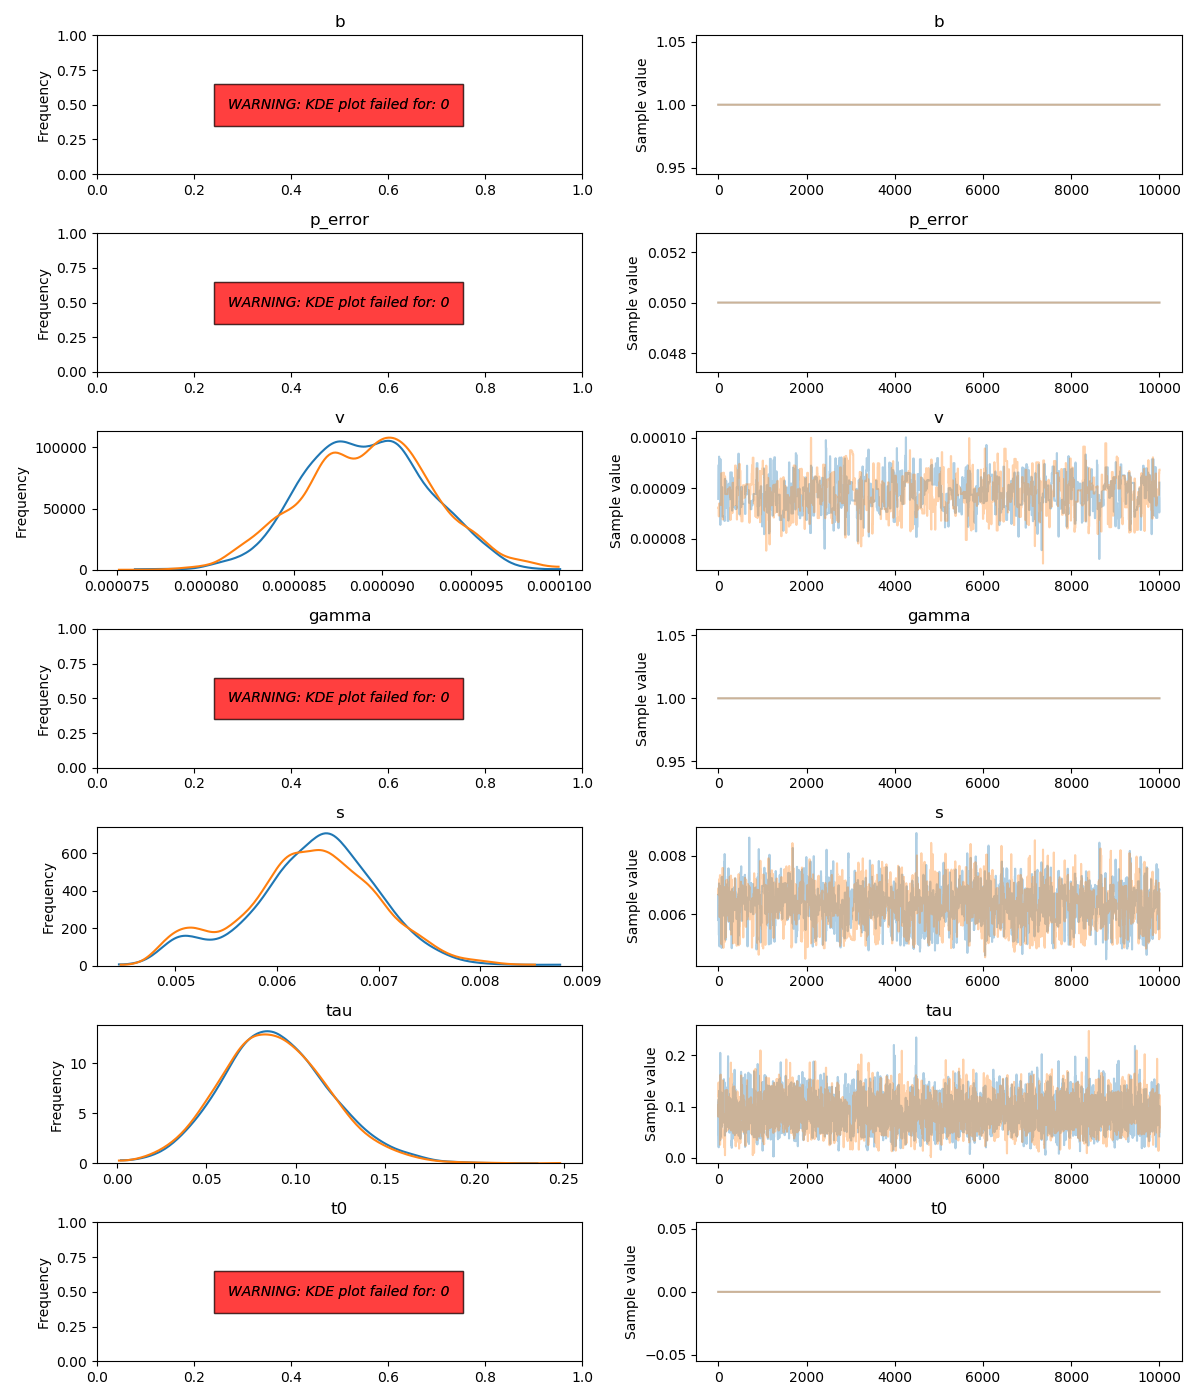 b
b
Frequency
1.00
0.75
0.50
0.25
0.00
WARNING: KDE plot failed for: 0
0.0 0.2 0.4 0.6 0.8 1.0
Sample value
1.05
1.00
0.95
0 2000 4000 6000 8000 10000
p_error
p_error
Frequency
1.00
0.75
0.50
0.25
0.00
WARNING: KDE plot failed for: 0
0.0 0.2 0.4 0.6 0.8 1.0
Sample value
0.052
0.050
0.048
0 2000 4000 6000 8000 10000
v
v
Frequency
100000
50000
0
0.000075 0.000080 0.000085 0.000090 0.000095 0.000100
Sample value
0.00010
0.00009
0.00008
0 2000 4000 6000 8000 10000
gamma
gamma
Frequency
1.00
0.75
0.50
0.25
0.00
WARNING: KDE plot failed for: 0
0.0 0.2 0.4 0.6 0.8 1.0
Sample value
1.05
1.00
0.95
0 2000 4000 6000 8000 10000
s
s
Frequency
600
400
200
0
0.005 0.006 0.007 0.008 0.009
Sample value
0.008
0.006
0 2000 4000 6000 8000 10000
tau
tau
Frequency
10
5
0
0.00 0.05 0.10 0.15 0.20 0.25
Sample value
0.2
0.1
0.0
0 2000 4000 6000 8000 10000
t0
t0
Frequency
1.00
0.75
0.50
0.25
0.00
WARNING: KDE plot failed for: 0
0.0 0.2 0.4 0.6 0.8 1.0
Sample value
0.05
0.00
−0.05
0 2000 4000 6000 8000 10000